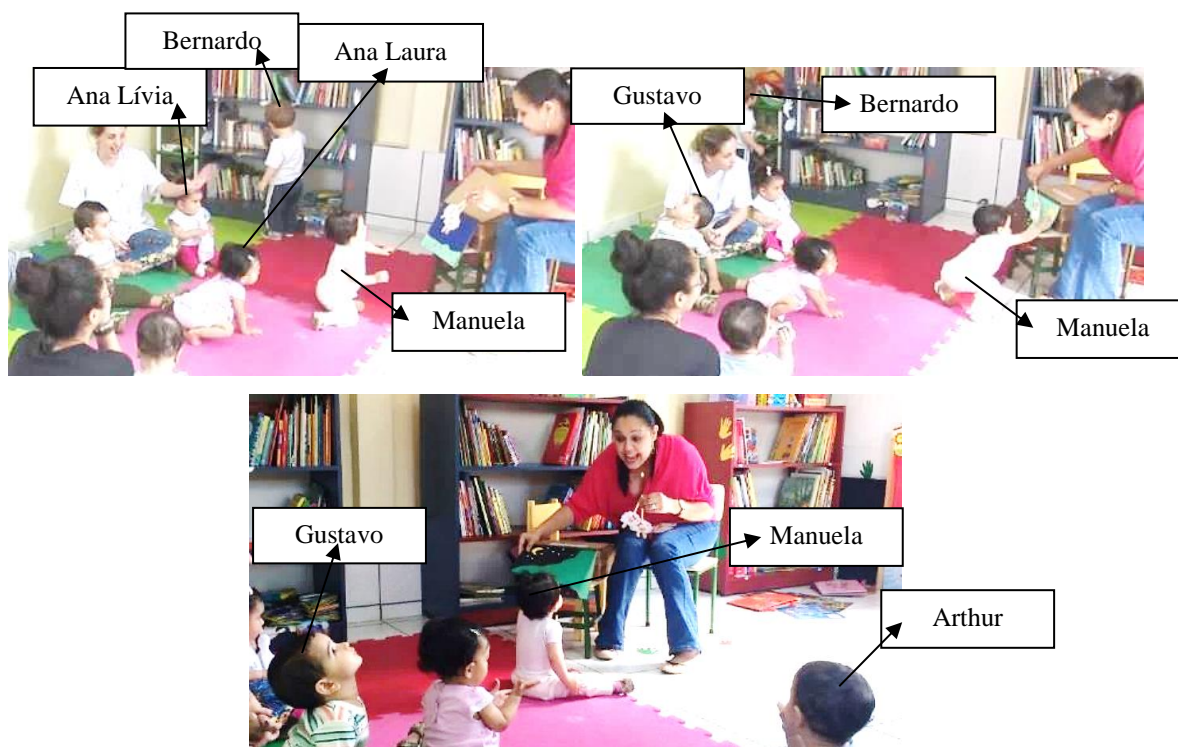 Bernardo
Ana Laura
Ana Lívia
Manuela
Gustavo
Bernardo
Manuela
Gustavo
Manuela
Arthur